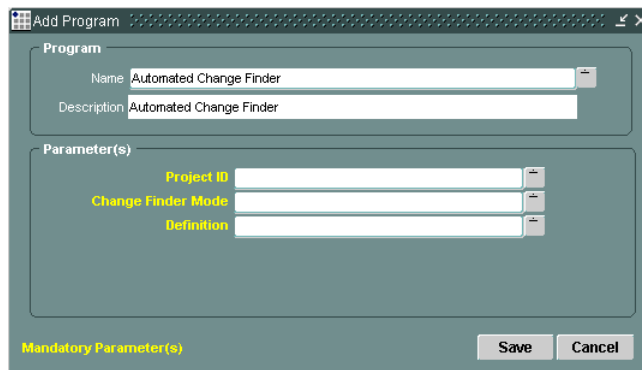 Add Program
Program
Name Automated Change Finder
Description Automated Change Finder
Parameter(s)
Project ID
Change Finder Mode
Definition
Mandatory Parameter(s) Save Cancel